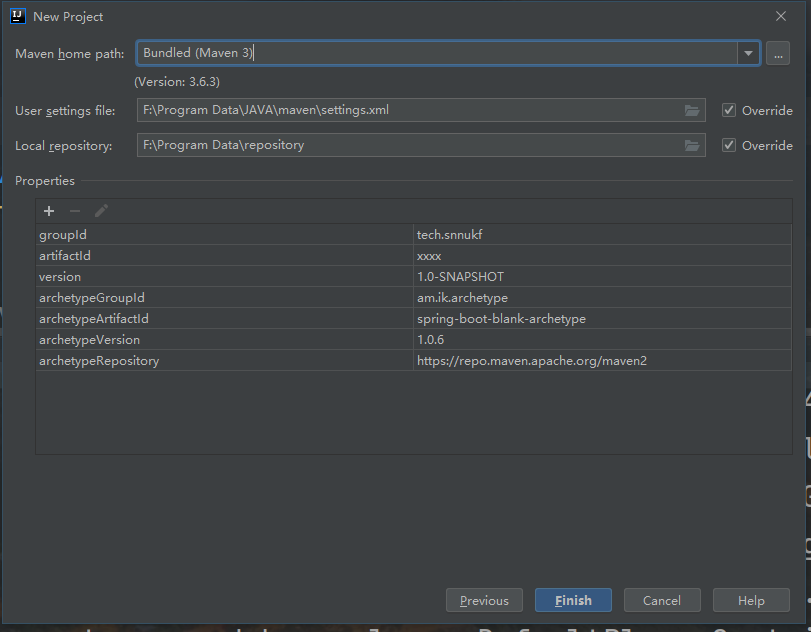 New Project
Maven home path: Bundled (Maven 3) ...
(Version: 3.6.3)
User settings file: F:\Program Data\JAVA\maven\settings.xml Override
Local repository: F:\Program Data\repository Override
Properties
groupId tech.snnukf
artifactId xxxx
version 1.0-SNAPSHOT
archetypeGroupId am.ik.archetype
archetypeArtifactId spring-boot-blank-archetype
archetypeVersion 1.0.6
archetypeRepository https://repo.maven.apache.org/maven2
Previous Finish Cancel Help